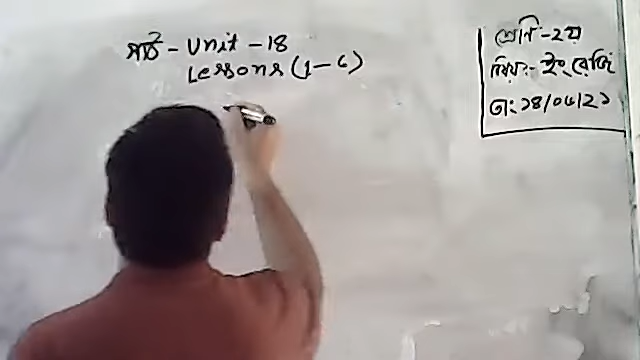 পাঠ - Unit - 18
Lessons (1 - 6)
শ্রেণি - ২য়
বিষয়:- ইংরেজি
তাং ১৪/০৬/২১